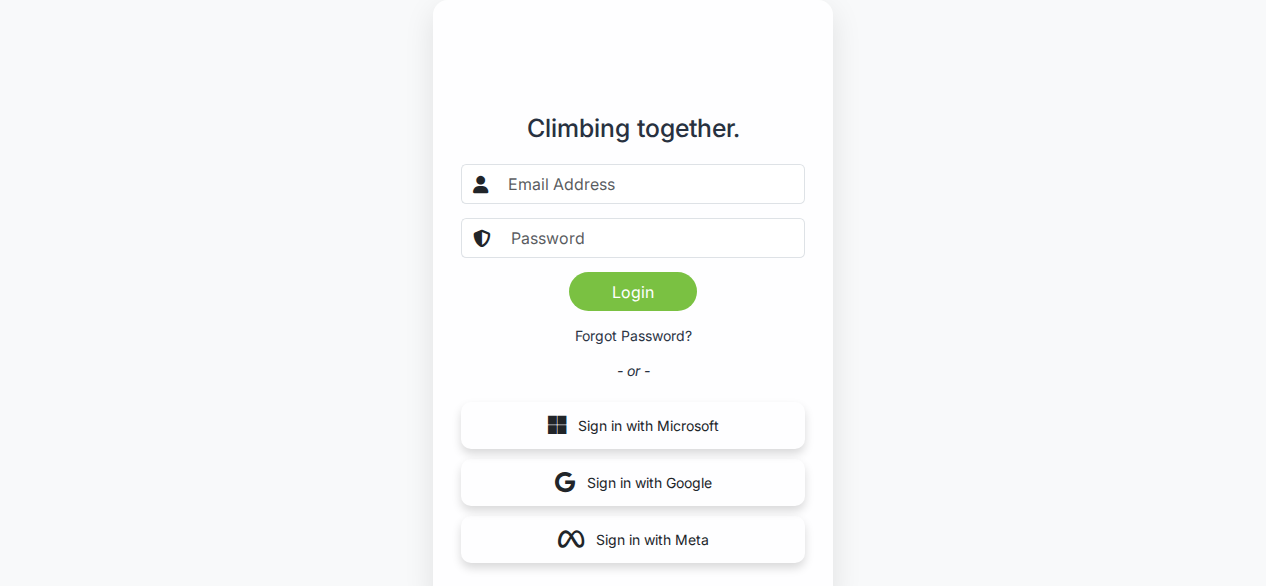 Climbing together.
Email Address
Password
Login
Forgot Password?
- or -
Sign in with Microsoft
Sign in with Google
Sign in with Meta